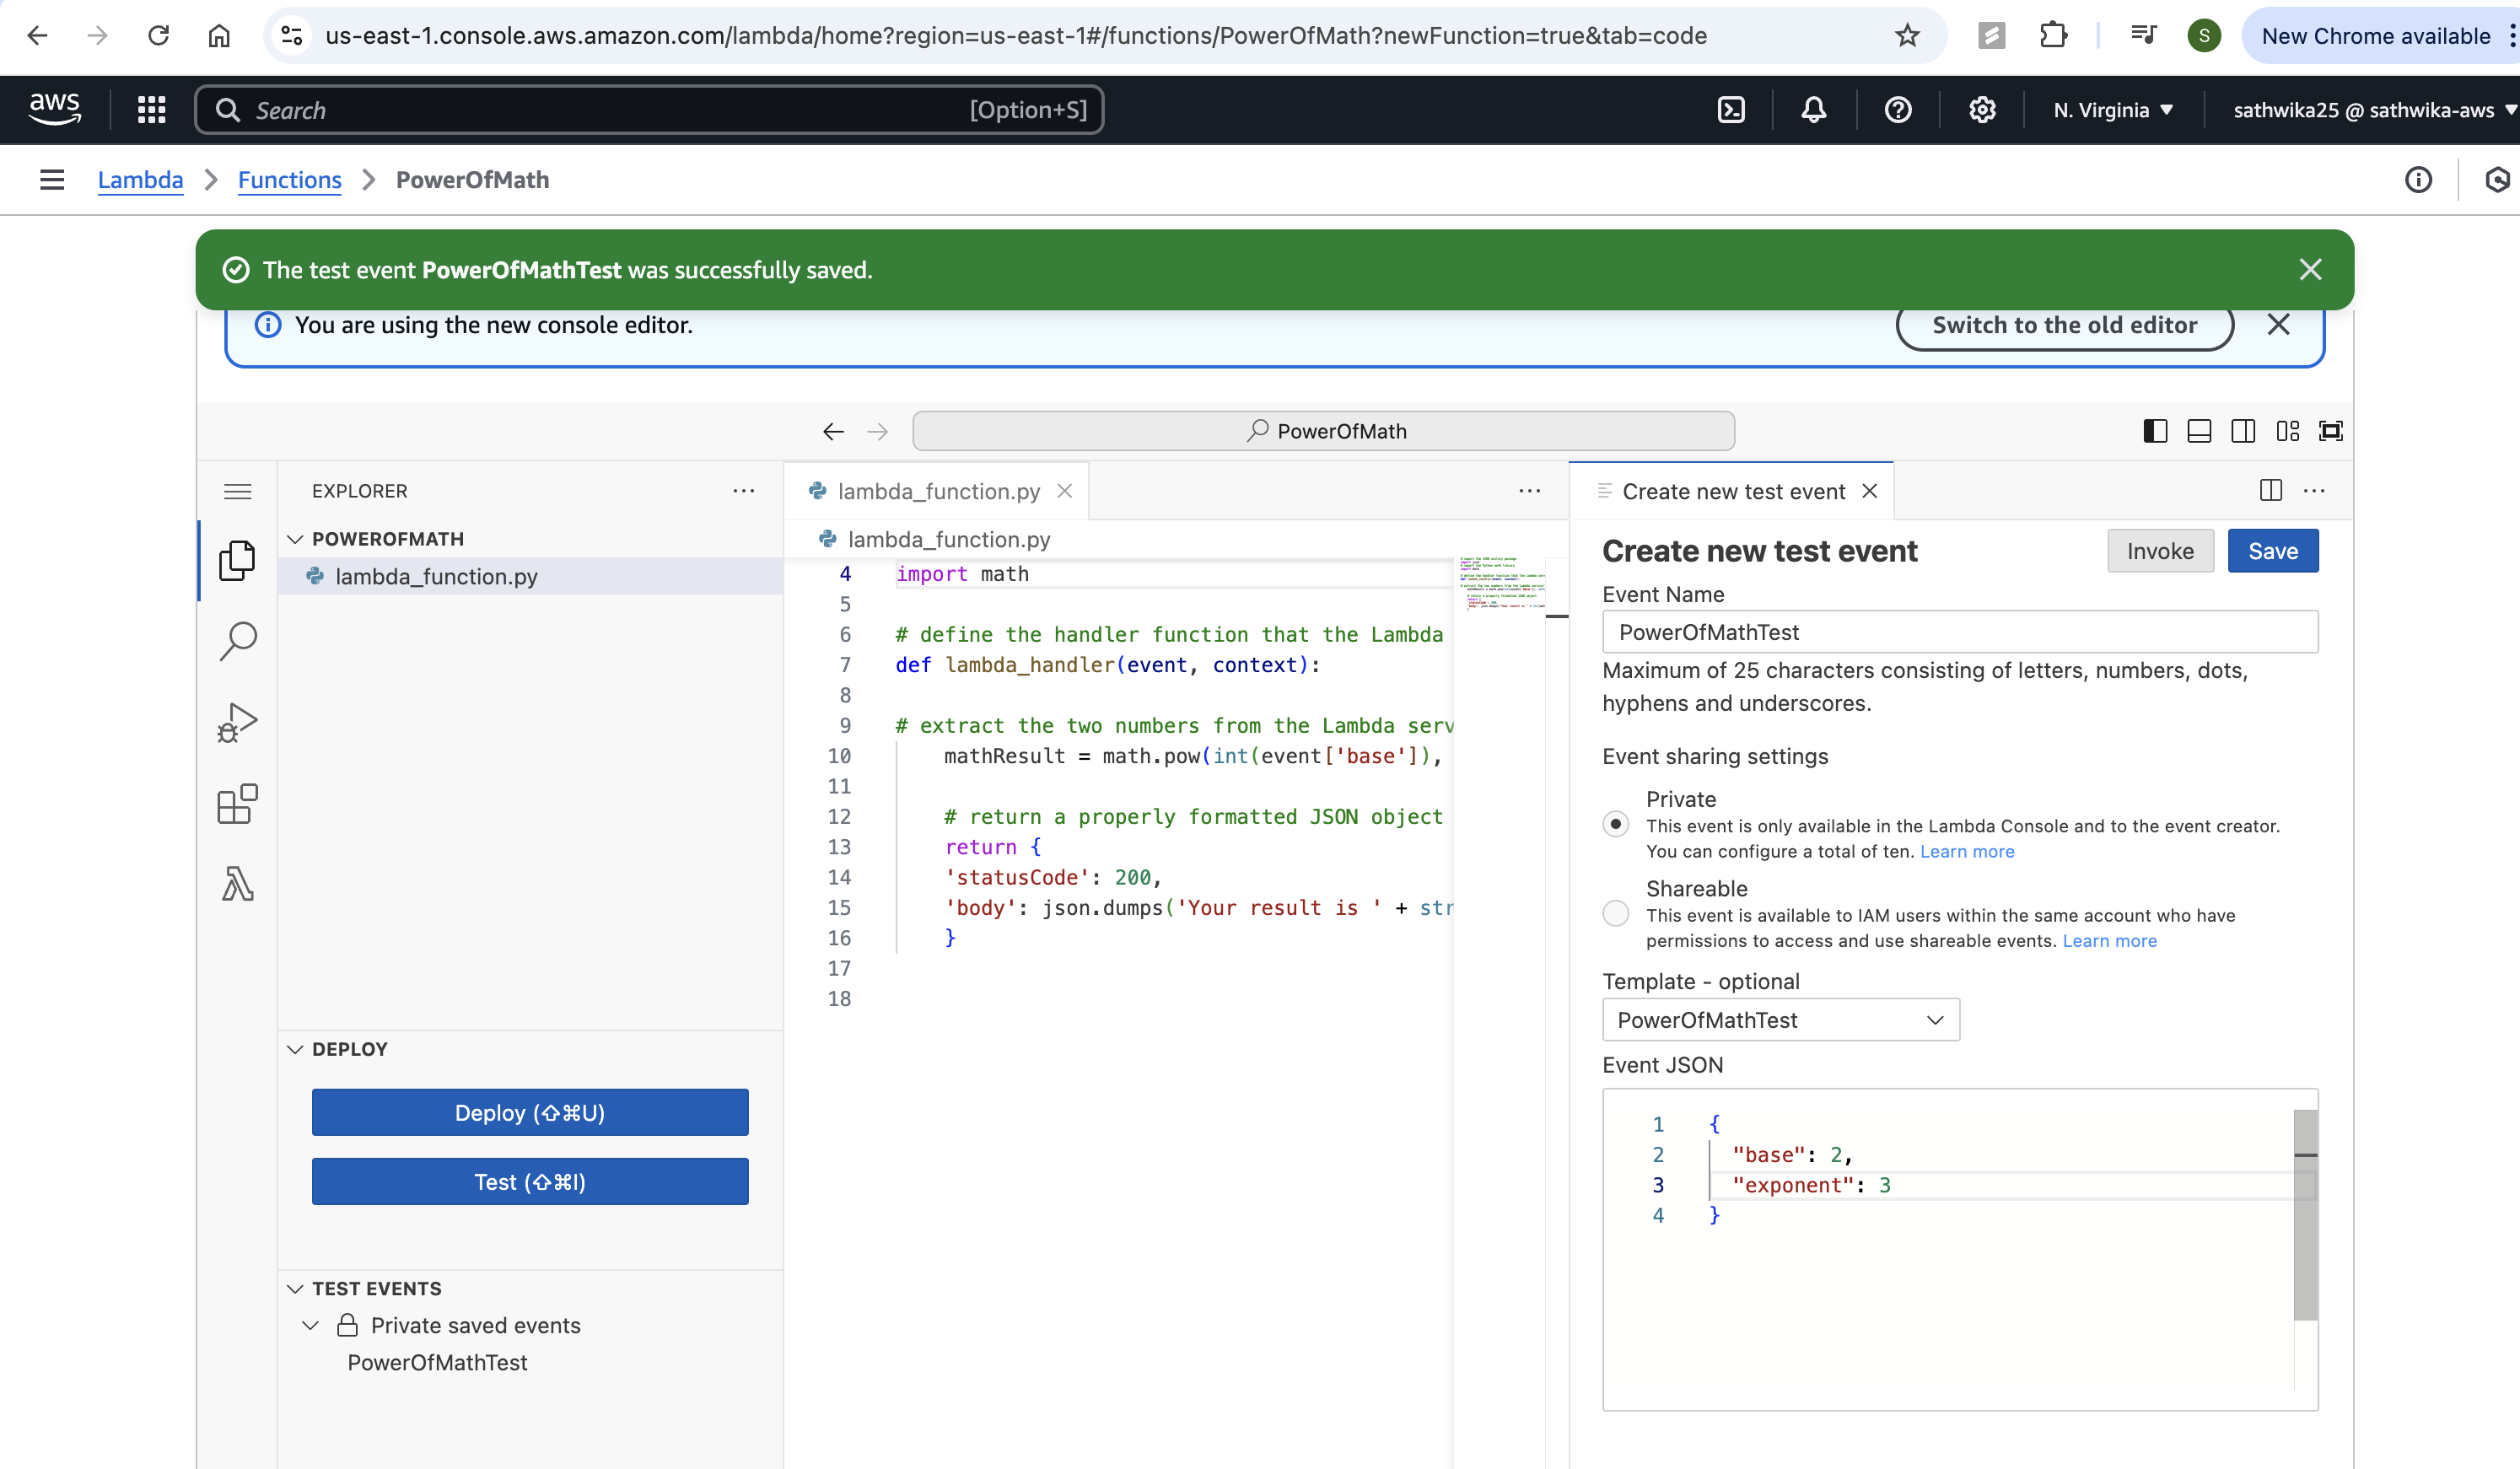 us-east-1.console.aws.amazon.com/lambda/home?region=us-east-1#/functions/PowerOfMath?newFunction=true&tab=code
S
New Chrome available
aws
Search
[Option+S]
N. Virginia
sathwika25 @ sathwika-aws
Lambda
Functions
PowerOfMath
The test event PowerOfMathTest was successfully saved.
You are using the new console editor.
Switch to the old editor
PowerOfMath
EXPLORER
POWEROFMATH
lambda_function.py
DEPLOY
Deploy (⇧⌘U)
Test (⇧⌘I)
TEST EVENTS
Private saved events
PowerOfMathTest
lambda_function.py
lambda_function.py
4 import math
5
6 # define the handler function that the Lambda
7 def lambda_handler(event, context):
8
9 # extract the two numbers from the Lambda serv
10 mathResult = math.pow(int(event['base']),
11
12 # return a properly formatted JSON object
13 return {
14 'statusCode': 200,
15 'body': json.dumps('Your result is ' + str
16 }
17
18
Create new test event
Create new test event
Invoke
Save
Event Name
PowerOfMathTest
Maximum of 25 characters consisting of letters, numbers, dots,
hyphens and underscores.
Event sharing settings
Private
This event is only available in the Lambda Console and to the event creator.
You can configure a total of ten. Learn more
Shareable
This event is available to IAM users within the same account who have
permissions to access and use shareable events. Learn more
Template - optional
PowerOfMathTest
Event JSON
1 {
2 "base": 2,
3 "exponent": 3
4 }